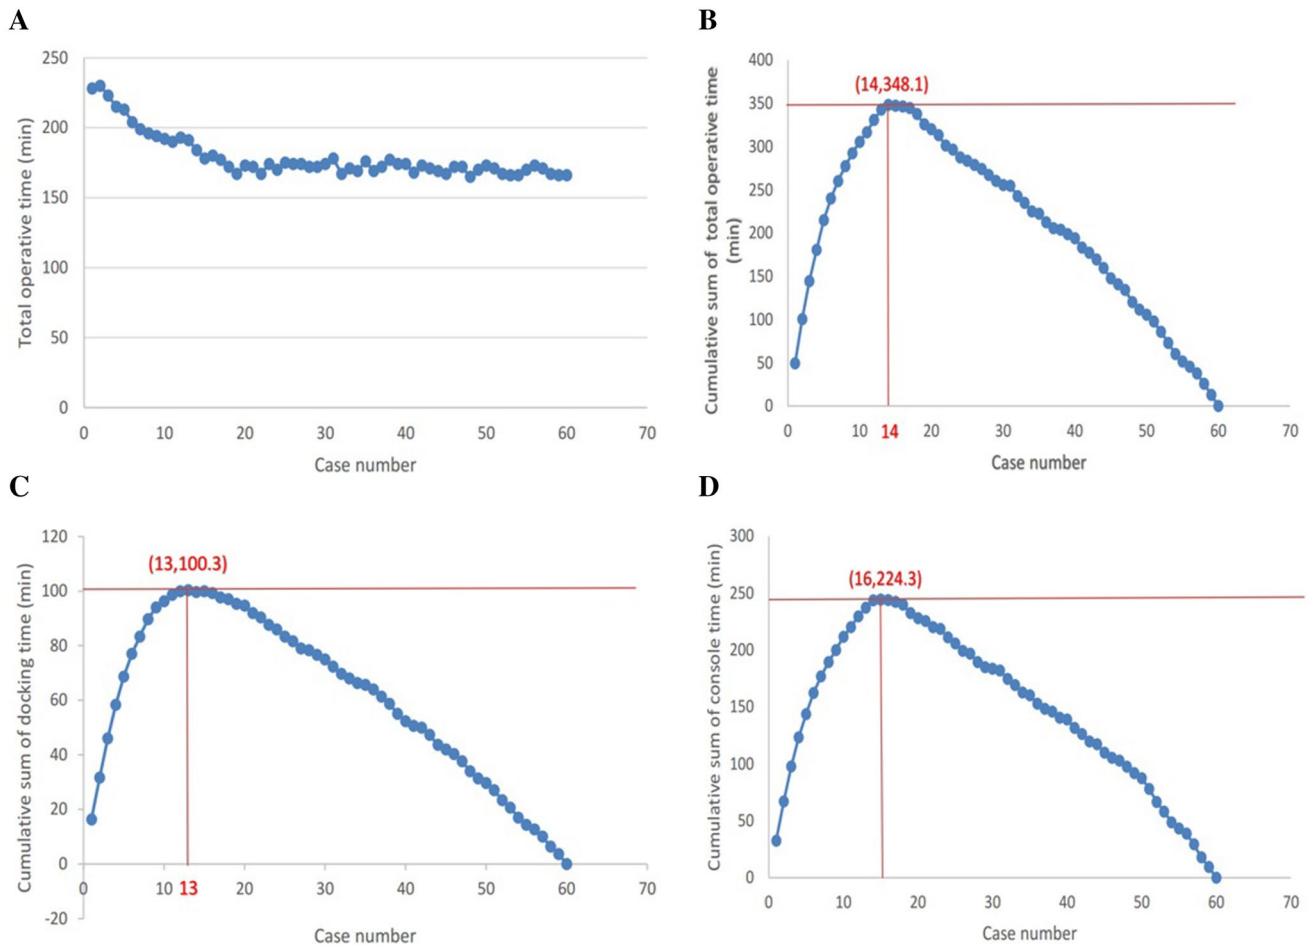 A
250
200
150
100
50
0
0 10 20 30 40 50 60 70
Total operative time (min)
Case number
B
400
350
300
250
200
150
100
50
0
(14,348.1)
0 10 14 20 30 40 50 60 70
Cumulative sum of total operative time
(min)
Case number
C
120
100
80
60
40
20
0
-20
(13,100.3)
0 10 13 20 30 40 50 60 70
Cumulative sum of docking time (min)
Case number
D
300
250
200
150
100
50
0
(16,224.3)
0 10 20 30 40 50 60 70
Cumulative sum of console time (min)
Case number